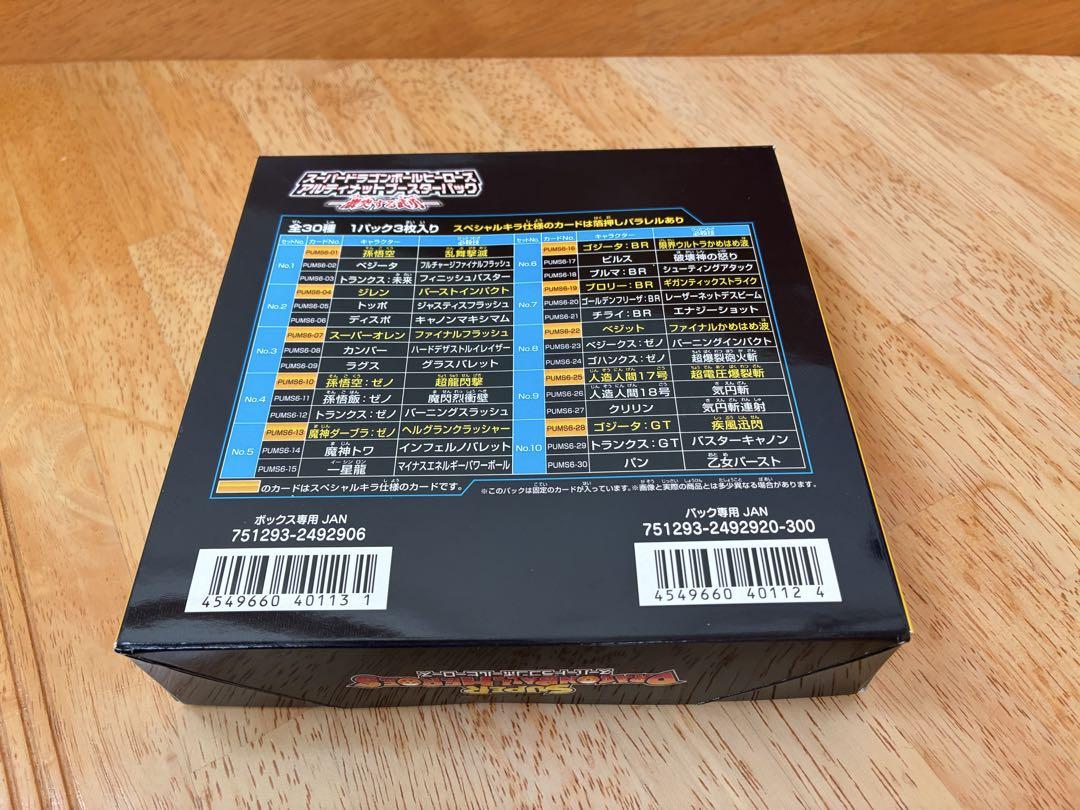 スーパードラゴンボールヒーローズ
アルティメットブースターパック
全30種 1パック3枚入り スペシャルキラ仕様のカードは箔押しパラレルあり
セットNo. カードNo. キャラクター 必殺技
No.1
PUMS6-01 孫悟空 乱舞撃滅
PUMS6-02 ベジータ フルチャージファイナルフラッシュ
PUMS6-03 トランクス:未来 フィニッシュバスター
No.2
PUMS6-04 ジレン バーストインパクト
PUMS6-05 トッポ ジャスティスフラッシュ
PUMS6-06 ディスポ キャノンマキシマム
No.3
PUMS6-07 スーパーオレン ファイナルフラッシュ
PUMS6-08 カンバー ハードデザストルイレイザー
PUMS6-09 ラグス グラスバレット
No.4
PUMS6-10 孫悟空:ゼノ 超龍閃撃
PUMS6-11 孫悟飯:ゼノ 魔閃烈衝壁
PUMS6-12 トランクス:ゼノ バーニングスラッシュ
No.5
PUMS6-13 魔神ダーブラ:ゼノ ヘルグランクラッシャー
PUMS6-14 魔神トワ インフェルノバレット
PUMS6-15 一星龍 マイナスエネルギーパワーボール
セットNo. カードNo. キャラクター 必殺技
No.6
PUMS6-16 ゴジータ:BR 限界ウルトラかめはめ波
PUMS6-17 ビルス 破壊神の怒り
PUMS6-18 ブルマ:BR シューティングアタック
No.7
PUMS6-19 ブロリー:BR ギガンティックストライク
PUMS6-20 ゴールデンフリーザ:BR レーザーネットデスビーム
PUMS6-21 チライ:BR エナジーショット
No.8
PUMS6-22 ベジット ファイナルかめはめ波
PUMS6-23 ベジークス:ゼノ バーニングインパクト
PUMS6-24 ゴハンクス:ゼノ 超爆裂砲火斬
No.9
PUMS6-25 人造人間17号 超電圧爆裂斬
PUMS6-26 人造人間18号 気円斬
PUMS6-27 クリリン 気円斬連射
No.10
PUMS6-28 ゴジータ:GT 疾風迅閃
PUMS6-29 トランクス:GT バスターキャノン
PUMS6-30 パン 乙女バースト
のカードはスペシャルキラ仕様のカードです。
※このパックは固定のカードが入っています。※画像と実際の商品とは多少異なる場合があります。
ボックス専用 JAN
751293-2492906
4549660 40113 1
パック専用 JAN
751293-2492920-300
4549660 40112 4
SUPER
DRAGONBALL HEROES
スーパードラゴンボールヒーローズ